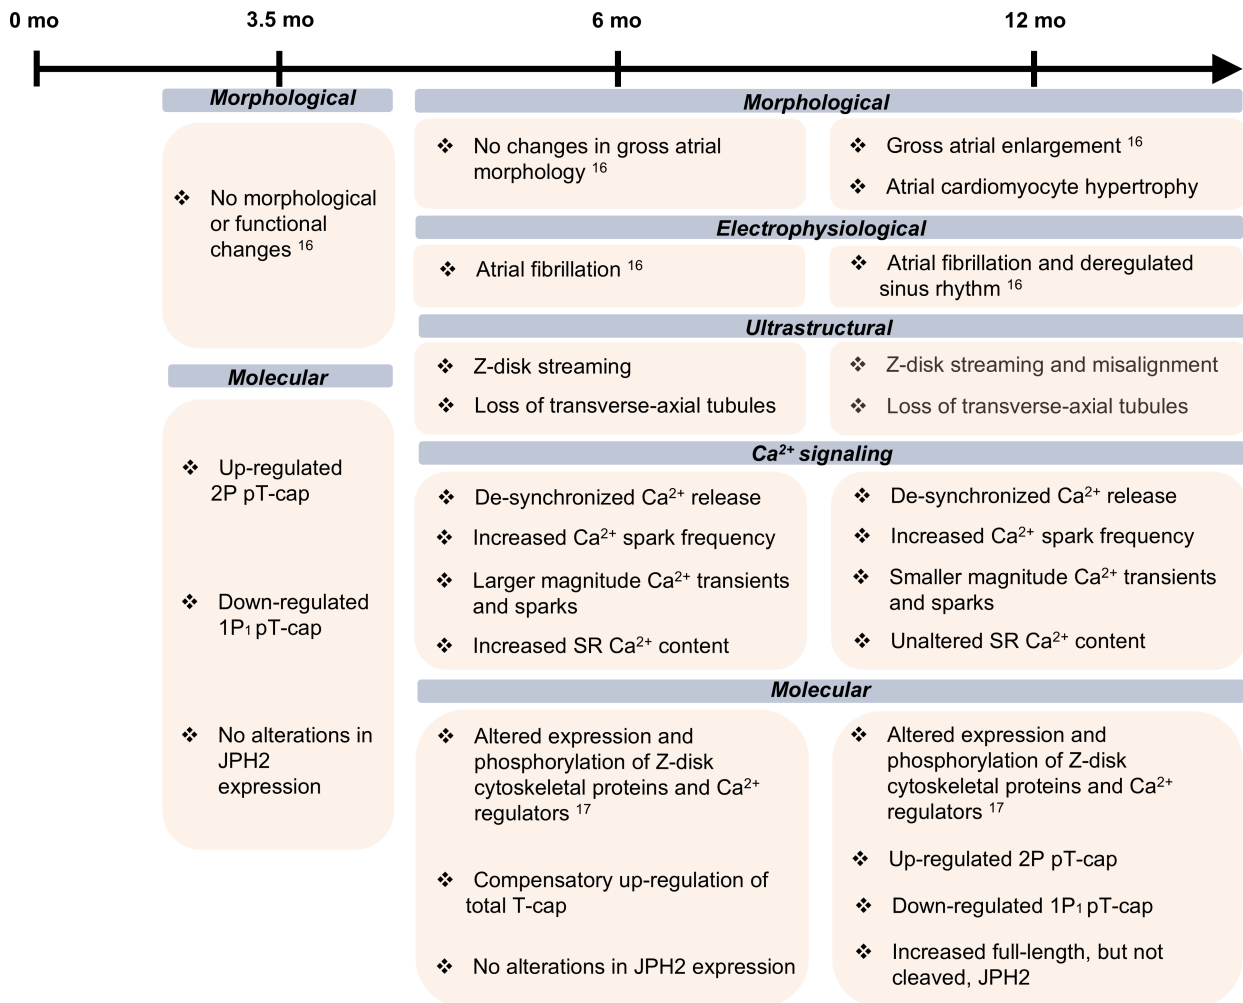 0 mo
3.5 mo
6 mo
12 mo
Morphological
❖ No morphological
or functional
changes 16
Molecular
❖ Up-regulated
2P pT-cap
❖ Down-regulated
1P1 pT-cap
❖ No alterations in
JPH2
expression
Morphological
❖ No changes in gross atrial
morphology 16
❖ Gross atrial enlargement 16
❖ Atrial cardiomyocyte hypertrophy
Electrophysiological
❖ Atrial fibrillation 16
❖ Atrial fibrillation and deregulated
sinus rhythm 16
Ultrastructural
❖ Z-disk streaming
❖ Loss of transverse-axial tubules
❖ Z-disk streaming and misalignment
❖ Loss of transverse-axial tubules
Ca2+ signaling
❖ De-synchronized Ca2+ release
❖ Increased Ca2+ spark frequency
❖ Larger magnitude Ca2+ transients
and sparks
❖ Increased SR Ca2+ content
❖ De-synchronized Ca2+ release
❖ Increased Ca2+ spark frequency
❖ Smaller magnitude Ca2+ transients
and sparks
❖ Unaltered SR Ca2+ content
Molecular
❖ Altered expression and
phosphorylation of Z-disk
cytoskeletal proteins and Ca2+
regulators 17
❖ Compensatory up-regulation of
total T-cap
❖ No alterations in JPH2 expression
❖ Altered expression and
phosphorylation of Z-disk
cytoskeletal proteins and Ca2+
regulators 17
❖ Up-regulated 2P pT-cap
❖ Down-regulated 1P1 pT-cap
❖ Increased full-length, but not
cleaved, JPH2